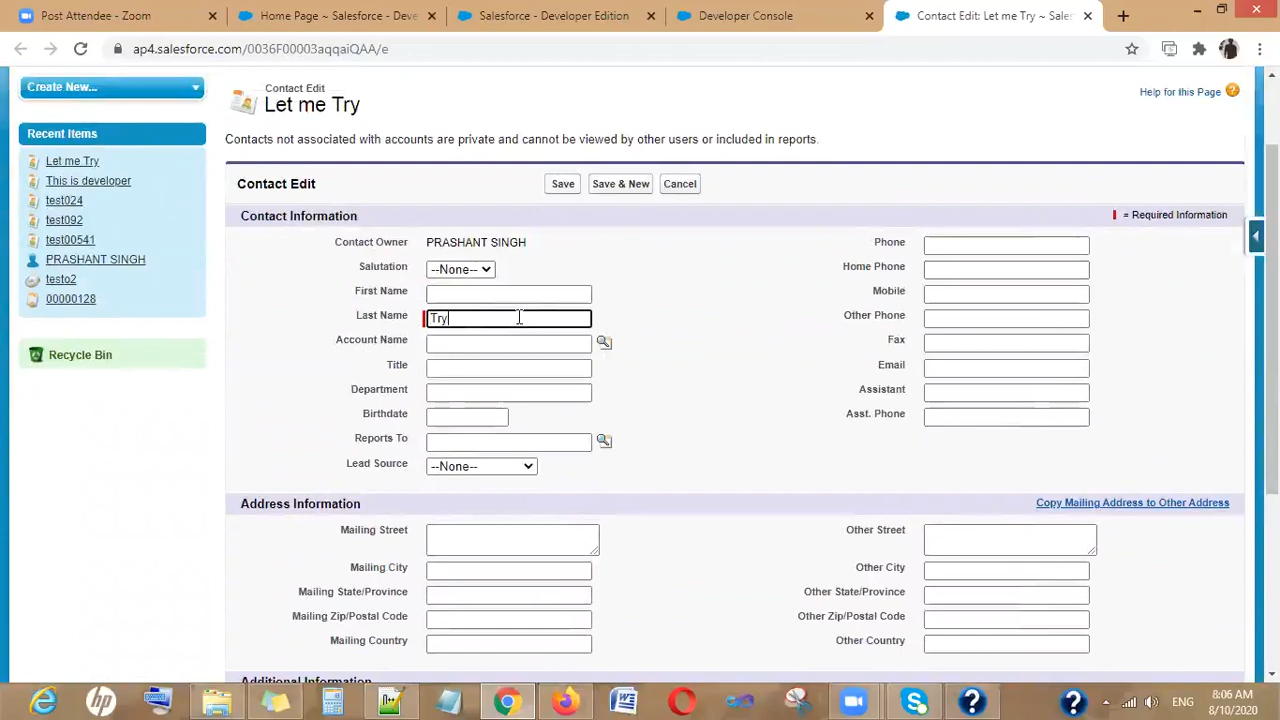 Post Attendee - Zoom
Home Page ~ Salesforce - Deve
Salesforce - Developer Edition
Developer Console
Contact Edit: Let me Try ~ Sales
ap4.salesforce.com/0036F00003aqqaiQAA/e
Create New...
Contact Edit
Let me Try
Help for this Page
Recent Items
Let me Try
This is developer
test024
test092
test00541
PRASHANT SINGH
testo2
00000128
Recycle Bin
Contacts not associated with accounts are private and cannot be viewed by other users or included in reports.
Contact Edit
Save
Save & New
Cancel
Contact Information
= Required Information
Contact Owner PRASHANT SINGH
Phone
Salutation --None--
Home Phone
First Name
Mobile
Last Name Try
Other Phone
Account Name
Fax
Title
Email
Department
Assistant
Birthdate
Asst. Phone
Reports To
Lead Source --None--
Address Information
Copy Mailing Address to Other Address
Mailing Street
Other Street
Mailing City
Other City
Mailing State/Province
Other State/Province
Mailing Zip/Postal Code
Other Zip/Postal Code
Mailing Country
Other Country
Additional Information
ENG
8:06 AM
8/10/2020